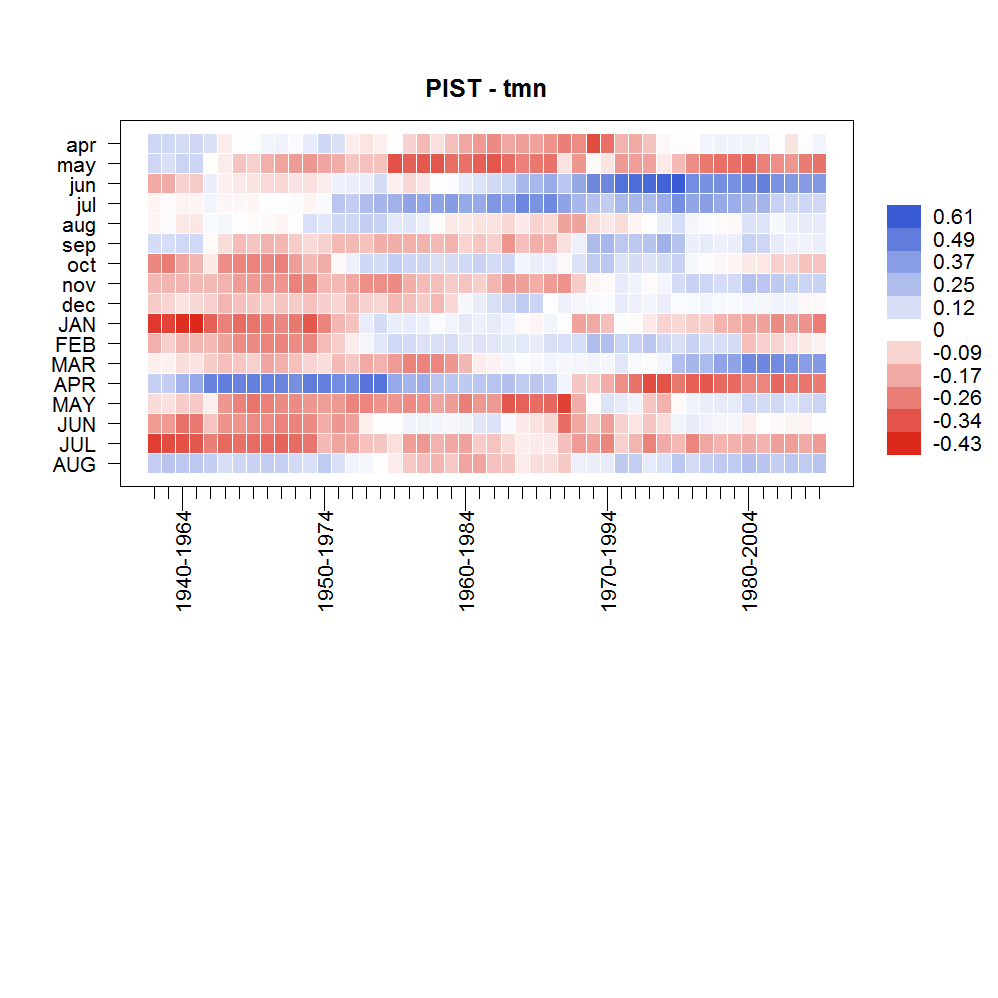 PIST - tmn
apr
may
jun
jul
aug
sep
oct
nov
dec
JAN
FEB
MAR
APR
MAY
JUN
JUL
AUG
0.61
0.49
0.37
0.25
0.12
0
-0.09
-0.17
-0.26
-0.34
-0.43
1940-1964
1950-1974
1960-1984
1970-1994
1980-2004